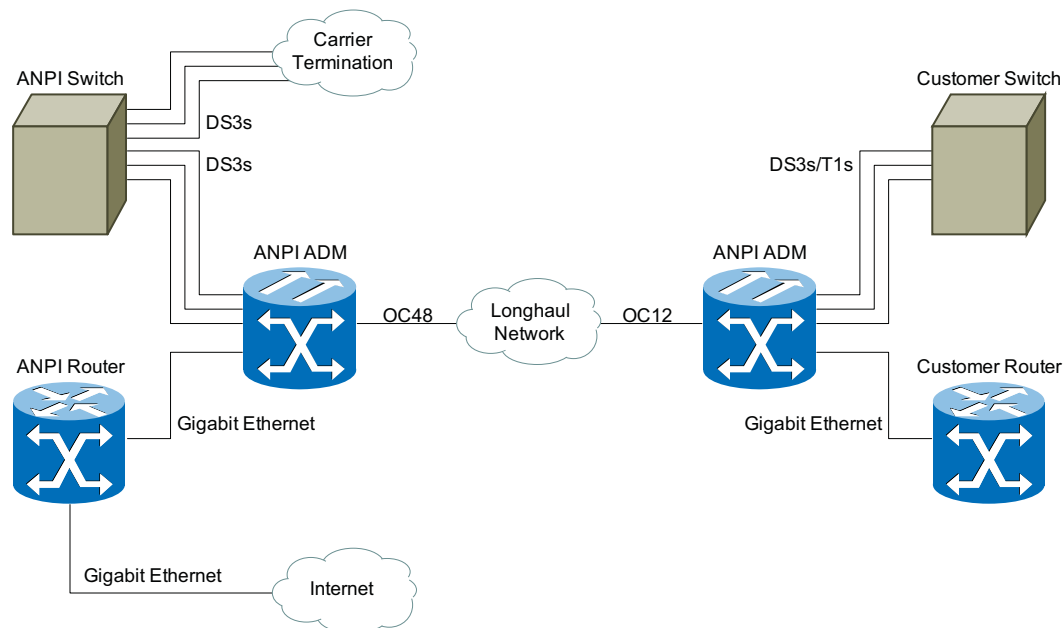 Carrier
Termination
ANPI Switch
Customer Switch
DS3s
DS3s
DS3s/T1s
ANPI ADM
ANPI ADM
OC48
Longhaul
Network
OC12
ANPI Router
Customer Router
Gigabit Ethernet
Gigabit Ethernet
Gigabit Ethernet
Internet